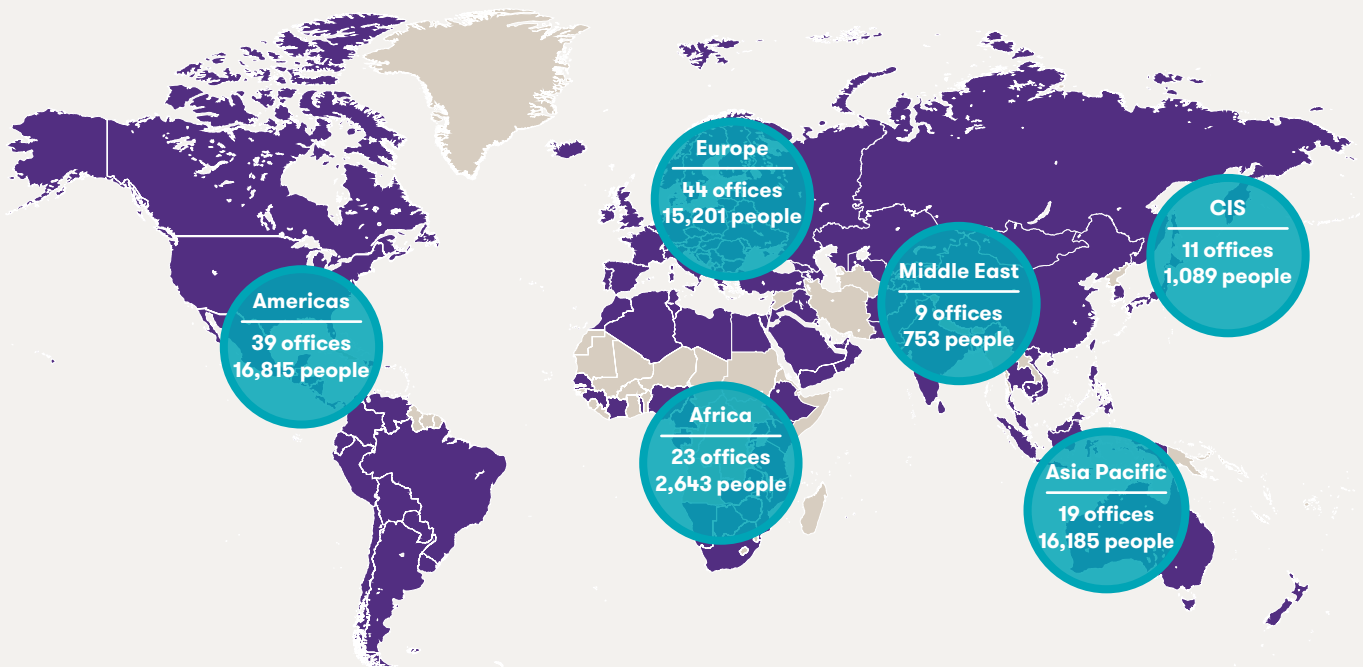 Europe
44 offices
15,201 people
CIS
11 offices
1,089 people
Middle East
9 offices
753 people
Americas
39 offices
16,815 people
Africa
23 offices
2,643 people
Asia Pacific
19 offices
16,185 people